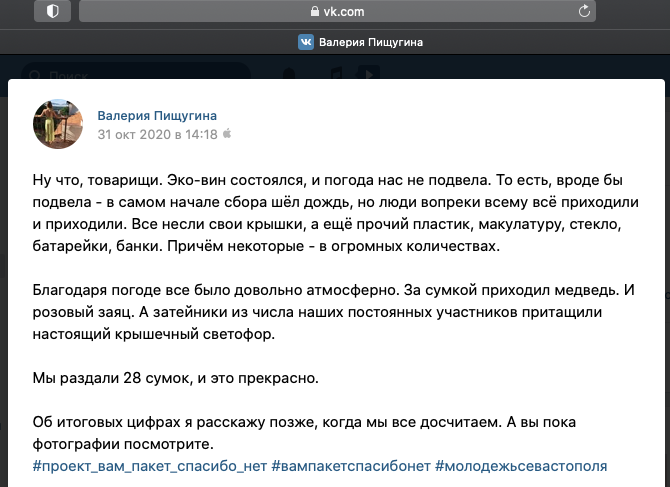 vk.com
Валерия Пищугина
Поиск
Валерия Пищугина
31 окт 2020 в 14:18
Ну что, товарищи. Эко-вин состоялся, и погода нас не подвела. То есть, вроде бы
подвела - в самом начале сбора шёл дождь, но люди вопреки всему всё приходили
и приходили. Все несли свои крышки, а ещё прочий пластик, макулатуру, стекло,
батарейки, банки. Причём некоторые - в огромных количествах.
Благодаря погоде все было довольно атмосферно. За сумкой приходил медведь. И
розовый заяц. А затейники из числа наших постоянных участников притащили
настоящий крышечный светофор.
Мы раздали 28 сумок, и это прекрасно.
Об итоговых цифрах я расскажу позже, когда мы все досчитаем. А вы пока
фотографии посмотрите.
#проект_вам_пакет_спасибо_нет #вампакетспасибонет #молодежьсевастополя